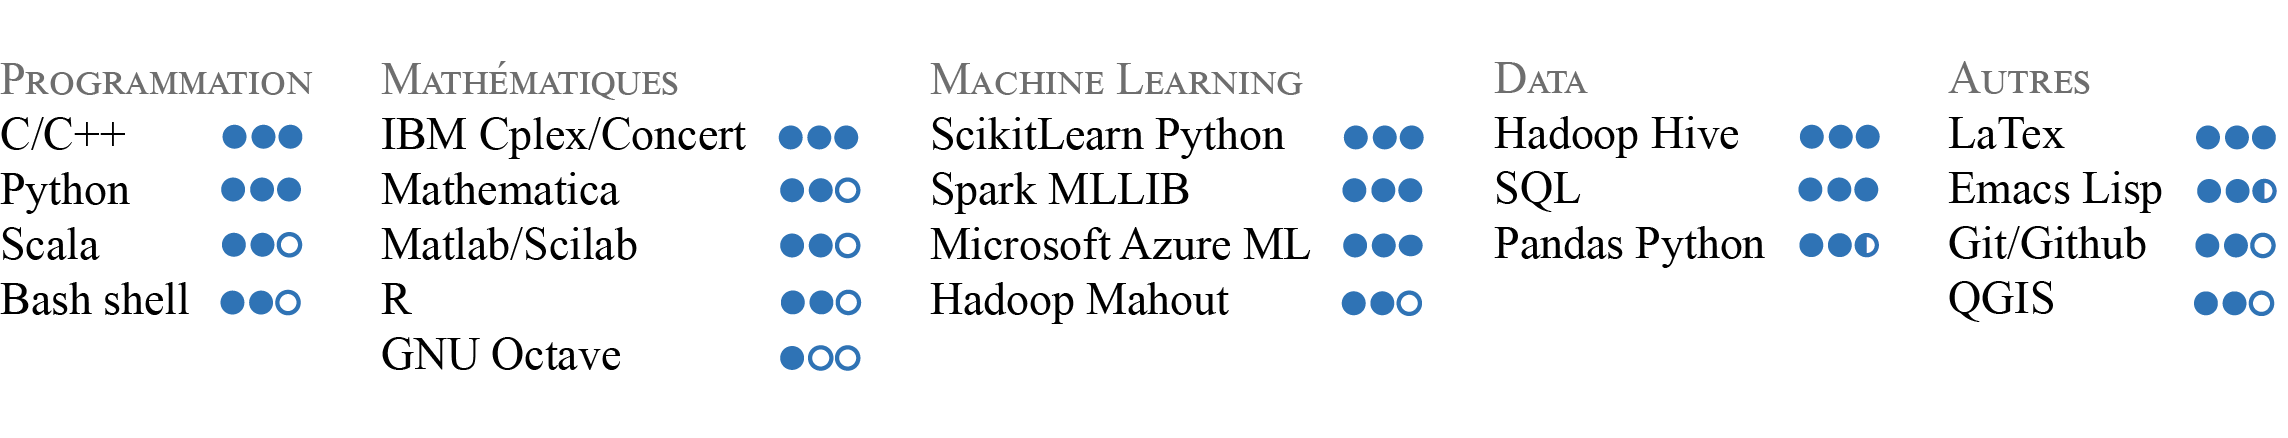 Programmation
C/C++
Python
Scala
Bash shell
Mathématiques
IBM Cplex/Concert
Mathematica
Matlab/Scilab
R
GNU Octave
Machine Learning
ScikitLearn Python
Spark MLLIB
Microsoft Azure ML
Hadoop Mahout
Data
Hadoop Hive
SQL
Pandas Python
Autres
LaTex
Emacs Lisp
Git/Github
QGIS